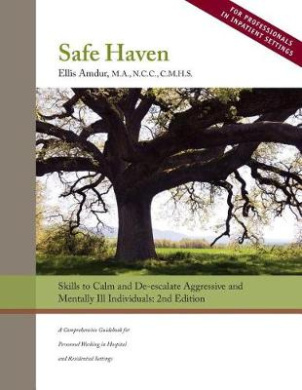 FOR PROFESSIONALS
IN INPATIENT SETTINGS
Safe Haven
Ellis Amdur, M.A., N.C.C., C.M.H.S.
Skills to Calm and De-escalate Aggressive and
Mentally Ill Individuals: 2nd Edition
A Comprehensive Guidebook for
Personnel Working in Hospital
and Residential Settings